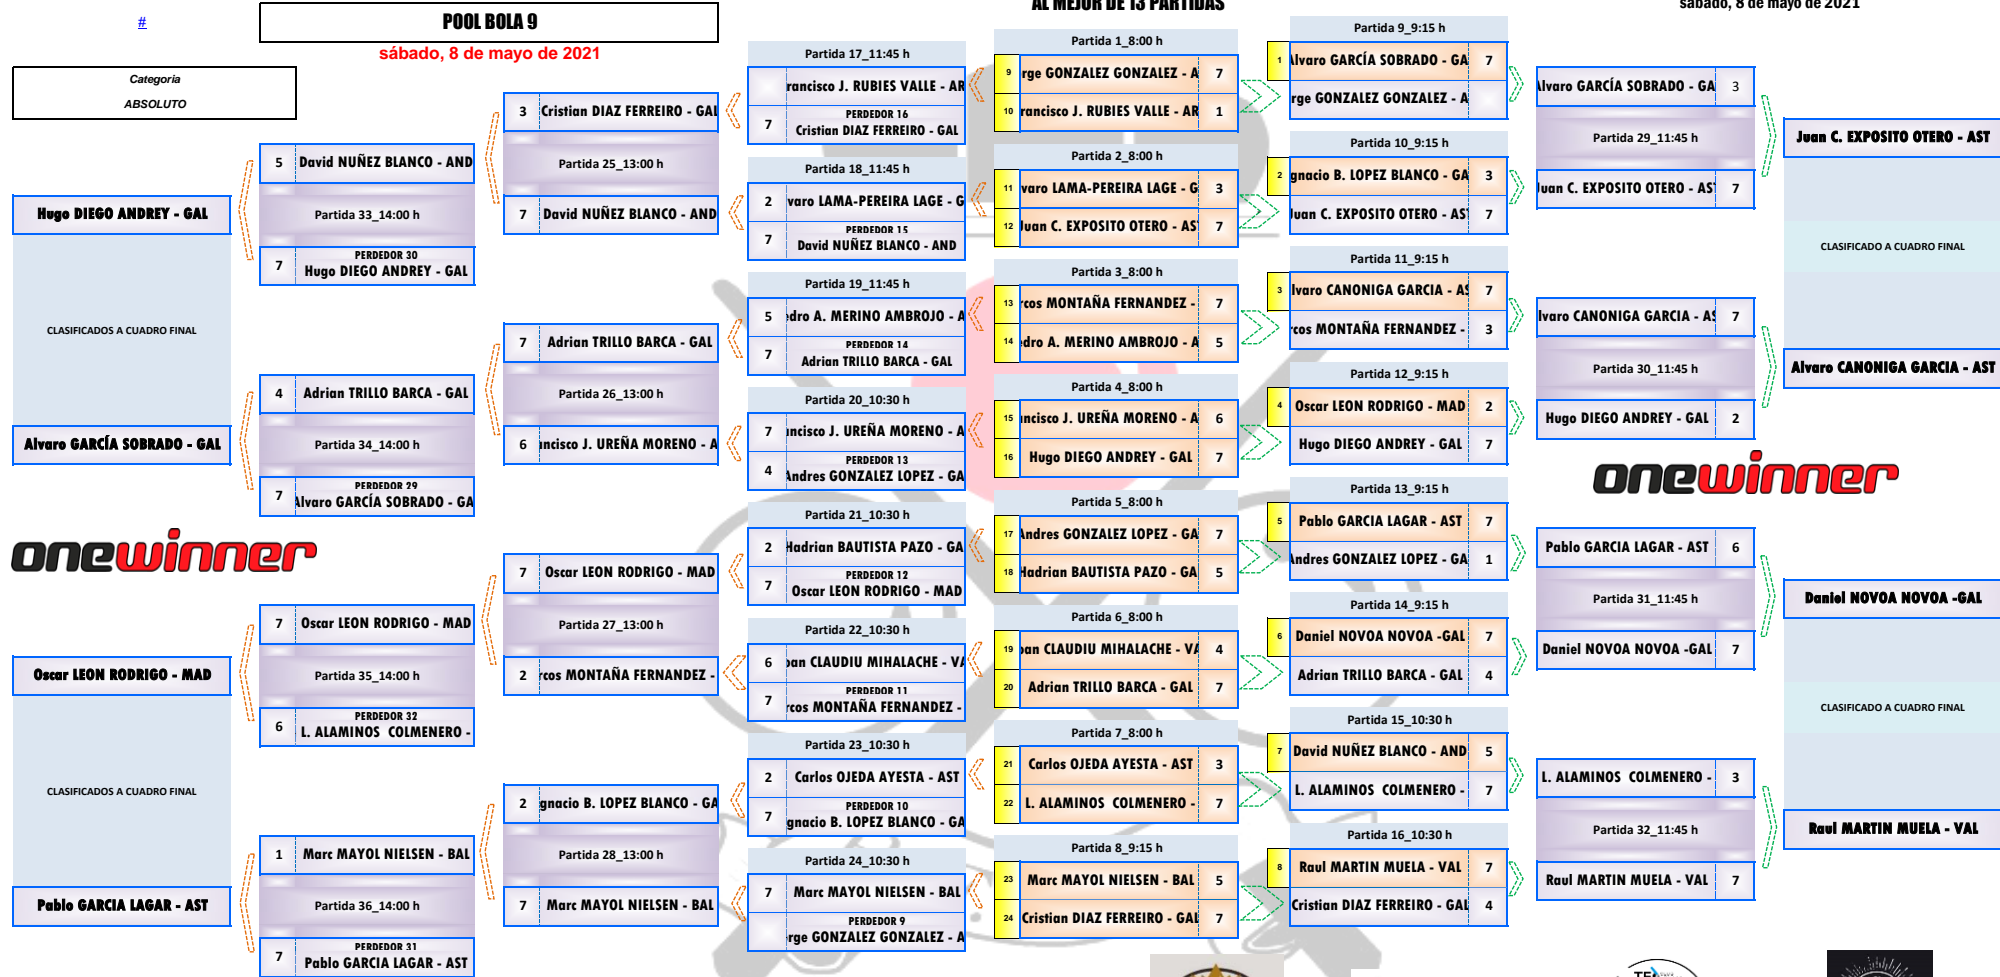 AL MEJOR DE 13 PARTIDAS
sábado, 8 de mayo de 2021
#
POOL BOLA 9
sábado, 8 de mayo de 2021
Categoria
ABSOLUTO
Hugo DIEGO ANDREY - GAL
CLASIFICADOS A CUADRO FINAL
Alvaro GARCÍA SOBRADO - GAL
onewinner
Oscar LEON RODRIGO - MAD
CLASIFICADOS A CUADRO FINAL
Pablo GARCIA LAGAR - AST
5 David NUÑEZ BLANCO - AND
Partida 33_14:00 h
PERDEDOR 30
7 Hugo DIEGO ANDREY - GAL
4 Adrian TRILLO BARCA - GAL
Partida 34_14:00 h
PERDEDOR 29
7 Alvaro GARCÍA SOBRADO - GA
7 Oscar LEON RODRIGO - MAD
Partida 35_14:00 h
PERDEDOR 32
6 L. ALAMINOS COLMENERO -
1 Marc MAYOL NIELSEN - BAL
Partida 36_14:00 h
PERDEDOR 31
7 Pablo GARCIA LAGAR - AST
3 Cristian DIAZ FERREIRO - GAL
Partida 25_13:00 h
7 David NUÑEZ BLANCO - AND
7 Adrian TRILLO BARCA - GAL
Partida 26_13:00 h
6 ncisco J. UREÑA MORENO - A
7 Oscar LEON RODRIGO - MAD
Partida 27_13:00 h
2 rcos MONTAÑA FERNANDEZ -
2 gnacio B. LOPEZ BLANCO - GA
Partida 28_13:00 h
7 Marc MAYOL NIELSEN - BAL
Partida 17_11:45 h
rancisco J. RUBIES VALLE - AR
PERDEDOR 16
7 Cristian DIAZ FERREIRO - GAL
Partida 18_11:45 h
2 varo LAMA-PEREIRA LAGE - G
PERDEDOR 15
7 David NUÑEZ BLANCO - AND
Partida 19_11:45 h
5 edro A. MERINO AMBROJO - A
PERDEDOR 14
7 Adrian TRILLO BARCA - GAL
Partida 20_10:30 h
7 ncisco J. UREÑA MORENO - A
PERDEDOR 13
4 Andres GONZALEZ LOPEZ - GA
Partida 21_10:30 h
2 Hadrian BAUTISTA PAZO - GA
PERDEDOR 12
7 Oscar LEON RODRIGO - MAD
Partida 22_10:30 h
6 an CLAUDIU MIHALACHE - VA
PERDEDOR 11
7 rcos MONTAÑA FERNANDEZ -
Partida 23_10:30 h
2 Carlos OJEDA AYESTA - AST
PERDEDOR 10
7 gnacio B. LOPEZ BLANCO - GA
Partida 24_10:30 h
7 Marc MAYOL NIELSEN - BAL
PERDEDOR 9
rge GONZALEZ GONZALEZ - A
Partida 1_8:00 h
9 rge GONZALEZ GONZALEZ - A 7
10 rancisco J. RUBIES VALLE - AR 1
Partida 2_8:00 h
11 varo LAMA-PEREIRA LAGE - G 3
12 Juan C. EXPOSITO OTERO - AS 7
Partida 3_8:00 h
13 rcos MONTAÑA FERNANDEZ - 7
14 edro A. MERINO AMBROJO - A 5
Partida 4_8:00 h
15 ncisco J. UREÑA MORENO - A 6
16 Hugo DIEGO ANDREY - GAL 7
Partida 5_8:00 h
17 Andres GONZALEZ LOPEZ - GA 7
18 Hadrian BAUTISTA PAZO - GA 5
Partida 6_8:00 h
19 an CLAUDIU MIHALACHE - VA 4
20 Adrian TRILLO BARCA - GAL 7
Partida 7_8:00 h
21 Carlos OJEDA AYESTA - AST 3
22 L. ALAMINOS COLMENERO - 7
Partida 8_9:15 h
23 Marc MAYOL NIELSEN - BAL 5
24 Cristian DIAZ FERREIRO - GAL 7
Partida 9_9:15 h
1 Alvaro GARCÍA SOBRADO - GA 7
rge GONZALEZ GONZALEZ - A
Partida 10_9:15 h
2 gnacio B. LOPEZ BLANCO - GA 3
Juan C. EXPOSITO OTERO - AS 7
Partida 11_9:15 h
3 lvaro CANONIGA GARCIA - AS 7
rcos MONTAÑA FERNANDEZ - 3
Partida 12_9:15 h
4 Oscar LEON RODRIGO - MAD 2
Hugo DIEGO ANDREY - GAL 7
Partida 13_9:15 h
5 Pablo GARCIA LAGAR - AST 7
Andres GONZALEZ LOPEZ - GA 1
Partida 14_9:15 h
6 Daniel NOVOA NOVOA -GAL 7
Adrian TRILLO BARCA - GAL 4
Partida 15_10:30 h
7 David NUÑEZ BLANCO - AND 5
L. ALAMINOS COLMENERO - 7
Partida 16_10:30 h
8 Raul MARTIN MUELA - VAL 7
Cristian DIAZ FERREIRO - GAL 4
Alvaro GARCÍA SOBRADO - GA 3
Partida 29_11:45 h
Juan C. EXPOSITO OTERO - AST 7
lvaro CANONIGA GARCIA - AS 7
Partida 30_11:45 h
Hugo DIEGO ANDREY - GAL 2
onewinner
Pablo GARCIA LAGAR - AST 6
Partida 31_11:45 h
Daniel NOVOA NOVOA -GAL 7
L. ALAMINOS COLMENERO - 3
Partida 32_11:45 h
Raul MARTIN MUELA - VAL 7
Juan C. EXPOSITO OTERO - AST
CLASIFICADO A CUADRO FINAL
Alvaro CANONIGA GARCIA - AST
Daniel NOVOA NOVOA -GAL
CLASIFICADO A CUADRO FINAL
Raul MARTIN MUELA - VAL